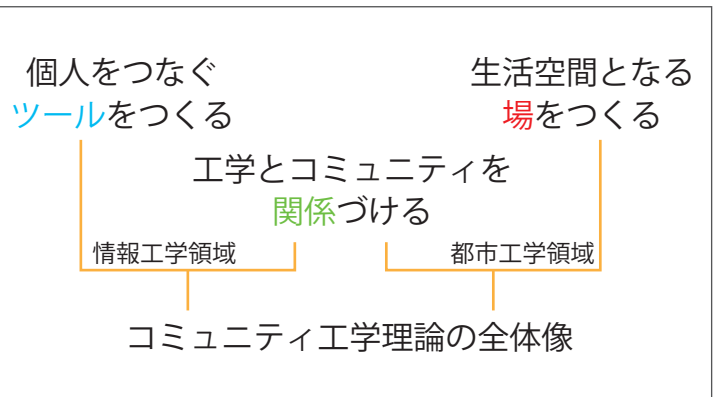 個人をつなぐ
ツールをつくる
生活空間となる
場をつくる
工学とコミュニティを
関係づける
情報工学領域
都市工学領域
コミュニティ工学理論の全体像